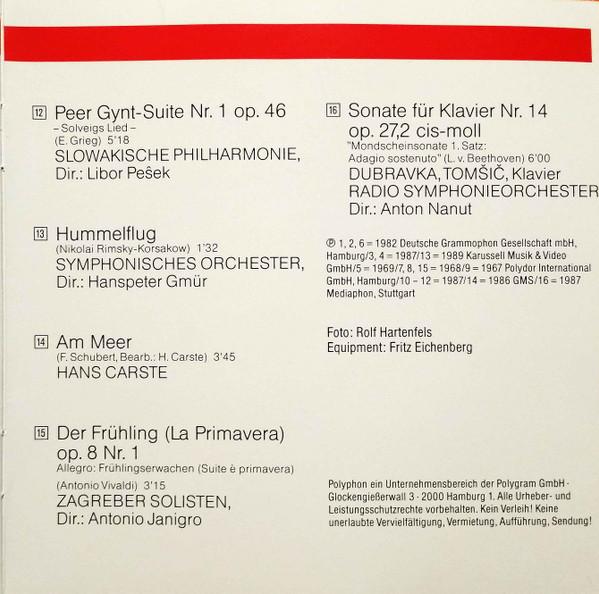 12 Peer Gynt-Suite Nr. 1 op. 46
– Solveigs Lied –
(E. Grieg) 5'18
SLOWAKISCHE PHILHARMONIE,
Dir.: Libor Pešek
13 Hummelflug
(Nikolai Rimsky-Korsakow) 1'32
SYMPHONISCHES ORCHESTER,
Dir.: Hanspeter Gmür
14 Am Meer
(F. Schubert, Bearb.: H. Carste) 3'45
HANS CARSTE
15 Der Frühling (La Primavera)
op. 8 Nr. 1
Allegro: Frühlingserwachen (Suite è primavera)
(Antonio Vivaldi) 3'15
ZAGREBER SOLISTEN,
Dir.: Antonio Janigro
16 Sonate für Klavier Nr. 14
op. 27,2 cis-moll
"Mondscheinsonate 1. Satz:
Adagio sostenuto" (L. v. Beethoven) 6'00
DUBRAVKA, TOMŠIČ, Klavier
RADIO SYMPHONIEORCHESTER
Dir.: Anton Nanut
℗ 1, 2, 6 = 1982 Deutsche Grammophon Gesellschaft mbH,
Hamburg/3, 4 = 1987/13 = 1989 Karussell Musik & Video
GmbH/5 = 1969/7, 8, 15 = 1968/9 = 1967 Polydor International
GmbH, Hamburg/10 – 12 = 1987/14 = 1986 GMS/16 = 1987
Mediaphon, Stuttgart
Foto: Rolf Hartenfels
Equipment: Fritz Eichenberg
Polyphon ein Unternehmensbereich der Polygram GmbH ·
Glockengießerwall 3 · 2000 Hamburg 1. Alle Urheber- und
Leistungsschutzrechte vorbehalten. Kein Verleih! Keine
unerlaubte Vervielfältigung, Vermietung, Aufführung, Sendung!